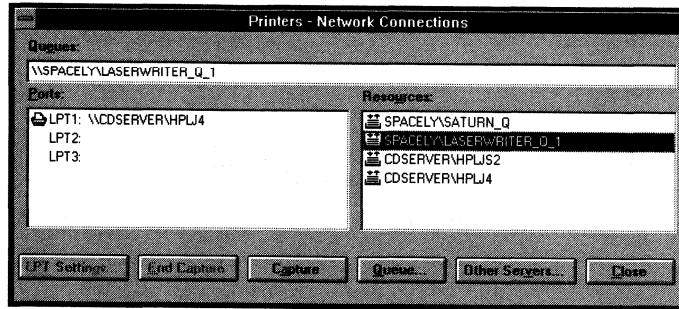 Printers - Network Connections
Queues:
\\SPACELY\LASERWRITER_Q_1
Ports:
LPT1: \\CDSERVER\HPLJ4
LPT2:
LPT3:
Resources:
SPACELY\SATURN_Q
SPACELY\LASERWRITER_Q_1
CDSERVER\HPLJS2
CDSERVER\HPLJ4
LPT Settings... End Capture Capture Queue... Other Servers... Close